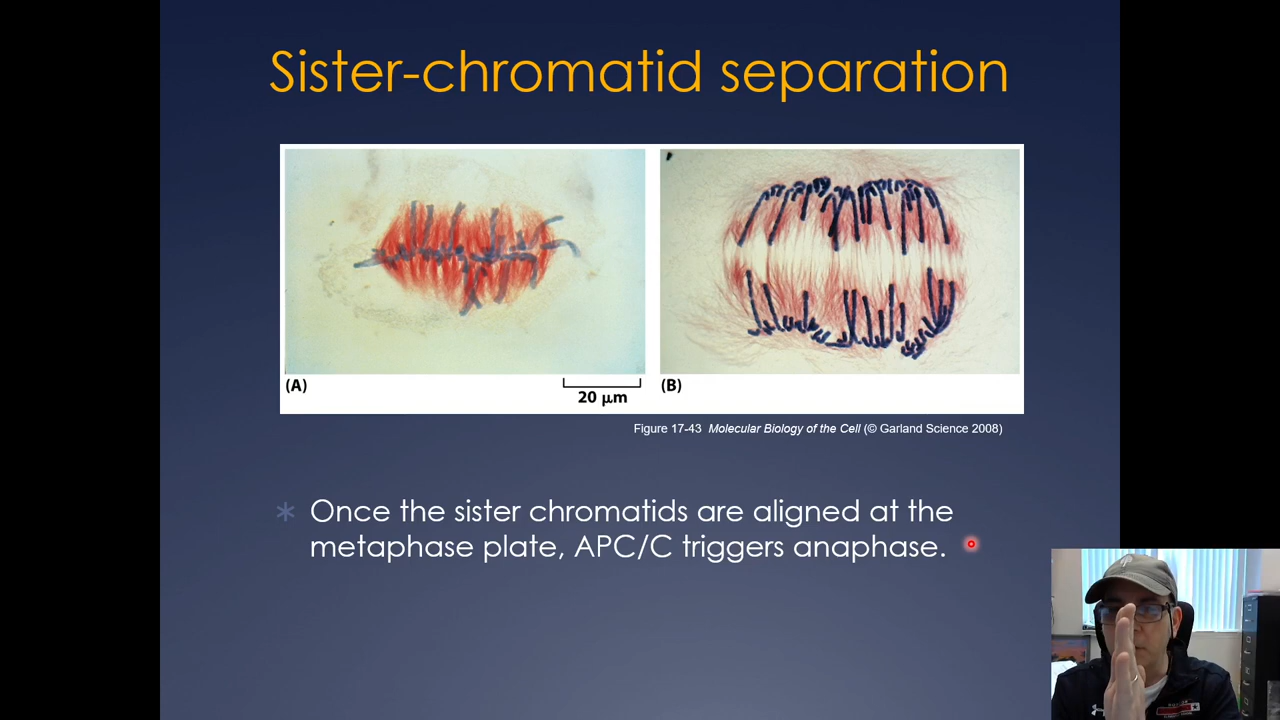 Sister-chromatid separation
(A)
20 μm
(B)
Figure 17-43 Molecular Biology of the Cell (© Garland Science 2008)
Once the sister chromatids are aligned at the
metaphase plate, APC/C triggers anaphase.